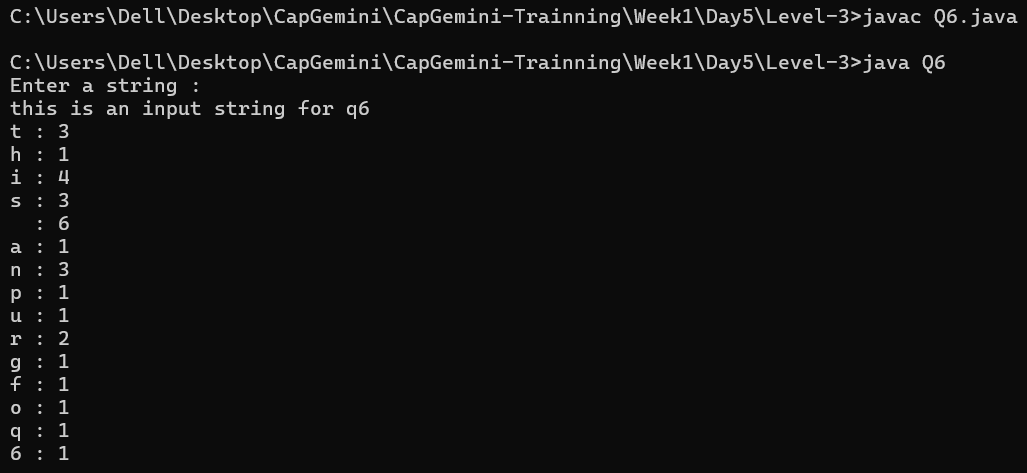 C:\Users\Dell\Desktop\CapGemini\CapGemini-Trainning\Week1\Day5\Level-3>javac Q6.java
C:\Users\Dell\Desktop\CapGemini\CapGemini-Trainning\Week1\Day5\Level-3>java Q6
Enter a string :
this is an input string for q6
t : 3
h : 1
i : 4
s : 3
  : 6
a : 1
n : 3
p : 1
u : 1
r : 2
g : 1
f : 1
o : 1
q : 1
6 : 1